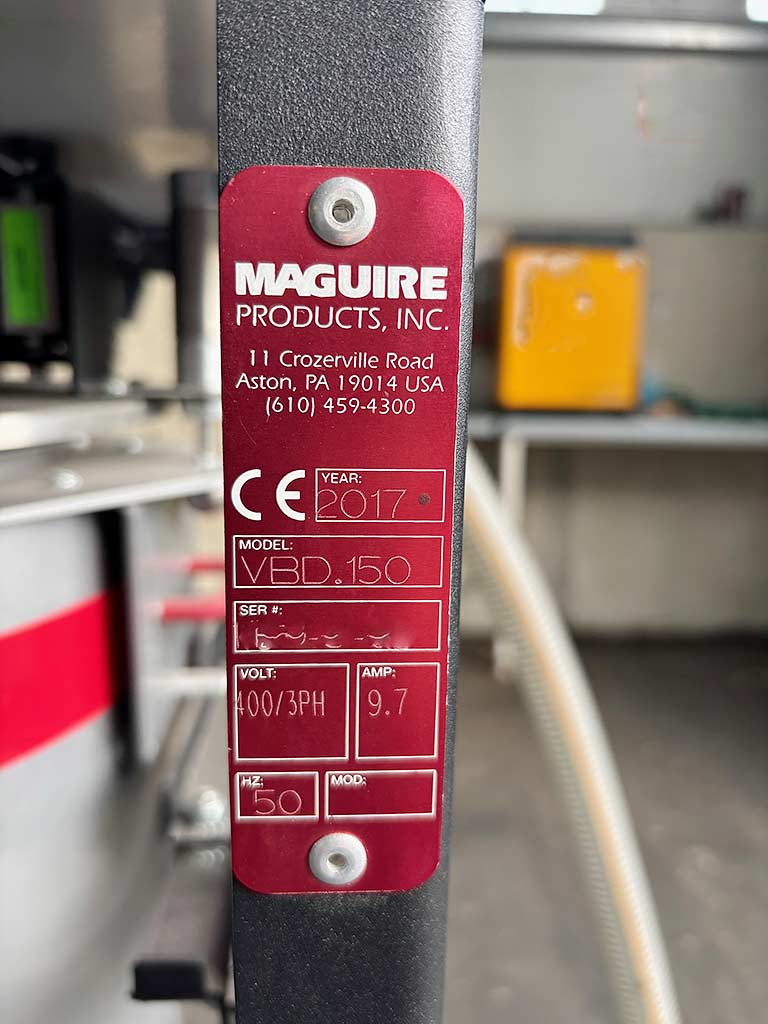 MAGUIRE
PRODUCTS, INC.
11 Crozerville Road
Aston, PA 19014 USA
(610) 459-4300
CE
YEAR:
2017
MODEL:
VBD.150
SER #:
VOLT:
AMP:
400/3PH
9.7
HZ:
MOD:
50